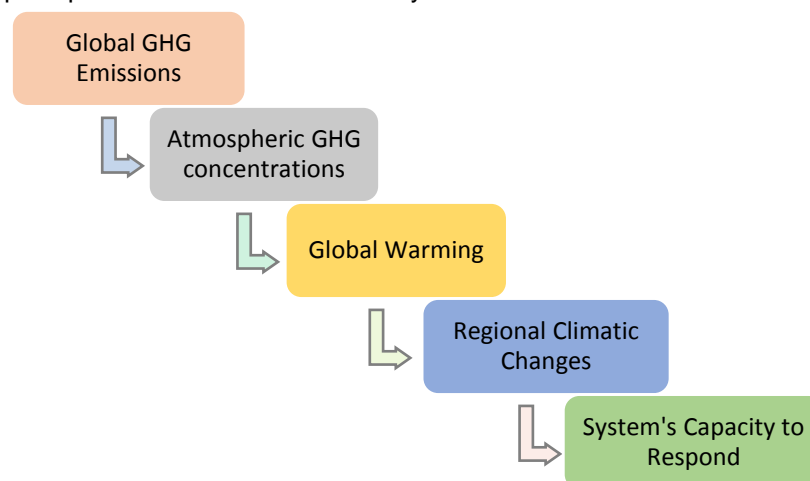 Global GHG
Emissions
Atmospheric GHG
concentrations
Global Warming
Regional Climatic
Changes
System's Capacity to
Respond